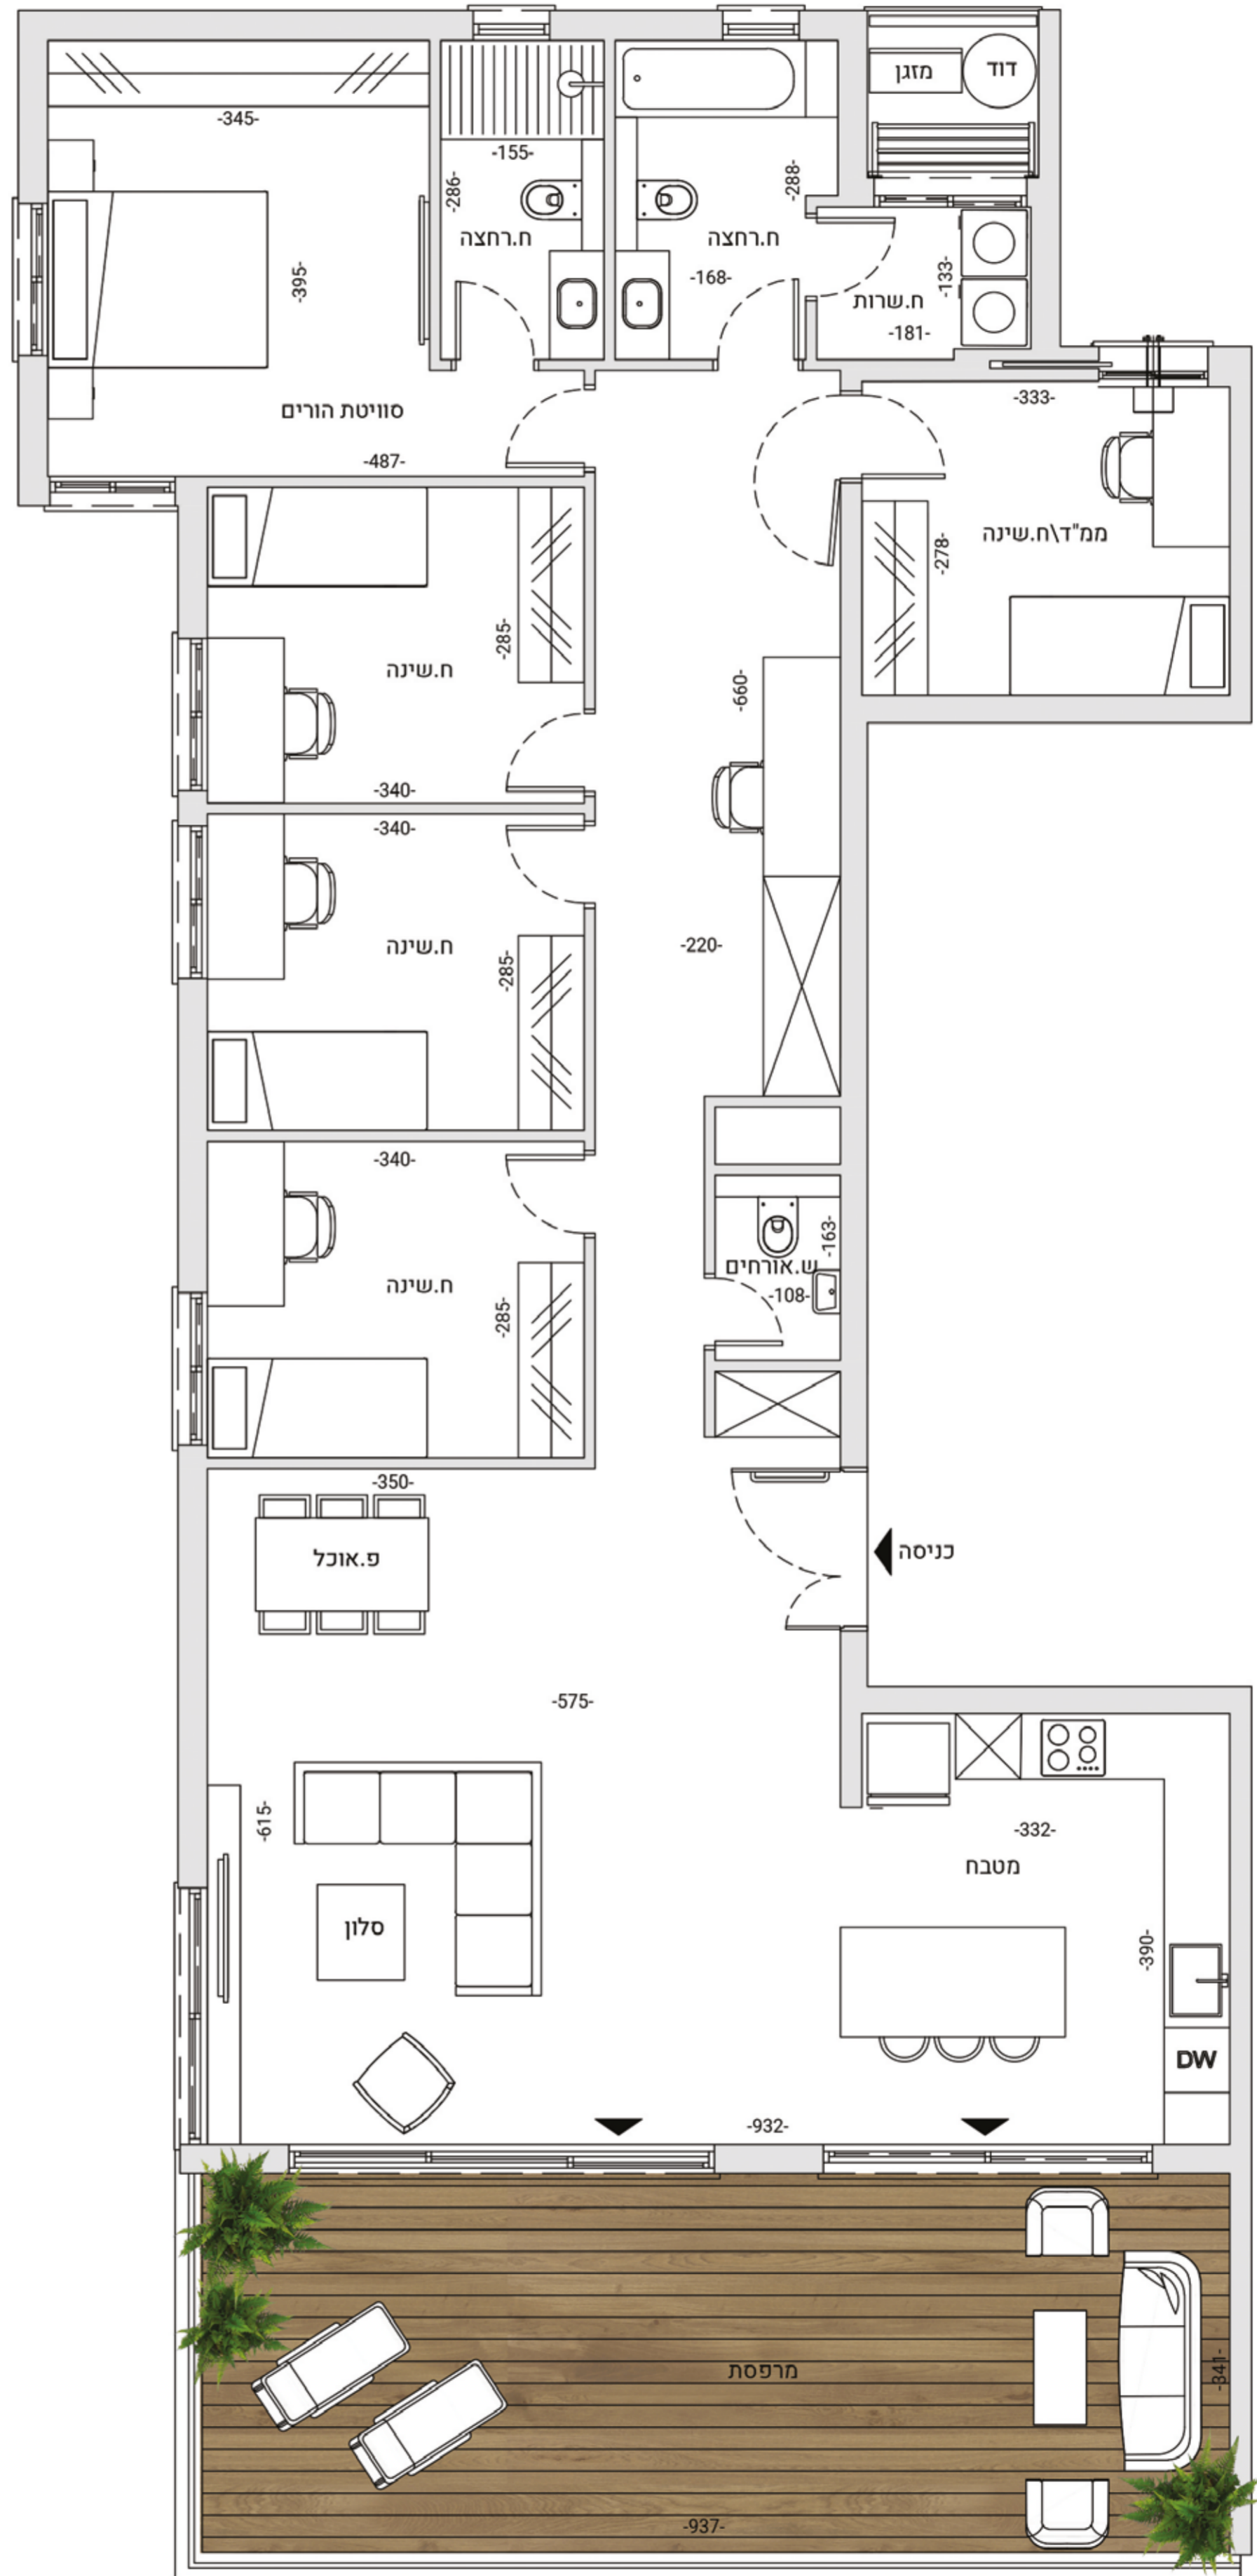 מזגן
דוד
-345-
-155-
-286-
-288-
ח.רחצה
ח.רחצה
-168-
-133-
ח.שרות
-181-
-395-
סוויטת הורים
-487-
-333-
ממ"ד\ח.שינה
-278-
-285-
ח.שינה
-660-
-340-
-340-
ח.שינה
-220-
-285-
-340-
-163-
ש.אורחים
-108-
ח.שינה
-285-
-350-
פ.אוכל
כניסה
-575-
-615-
-332-
מטבח
סלון
-390-
DW
-932-
מרפסת
-341-
-937-